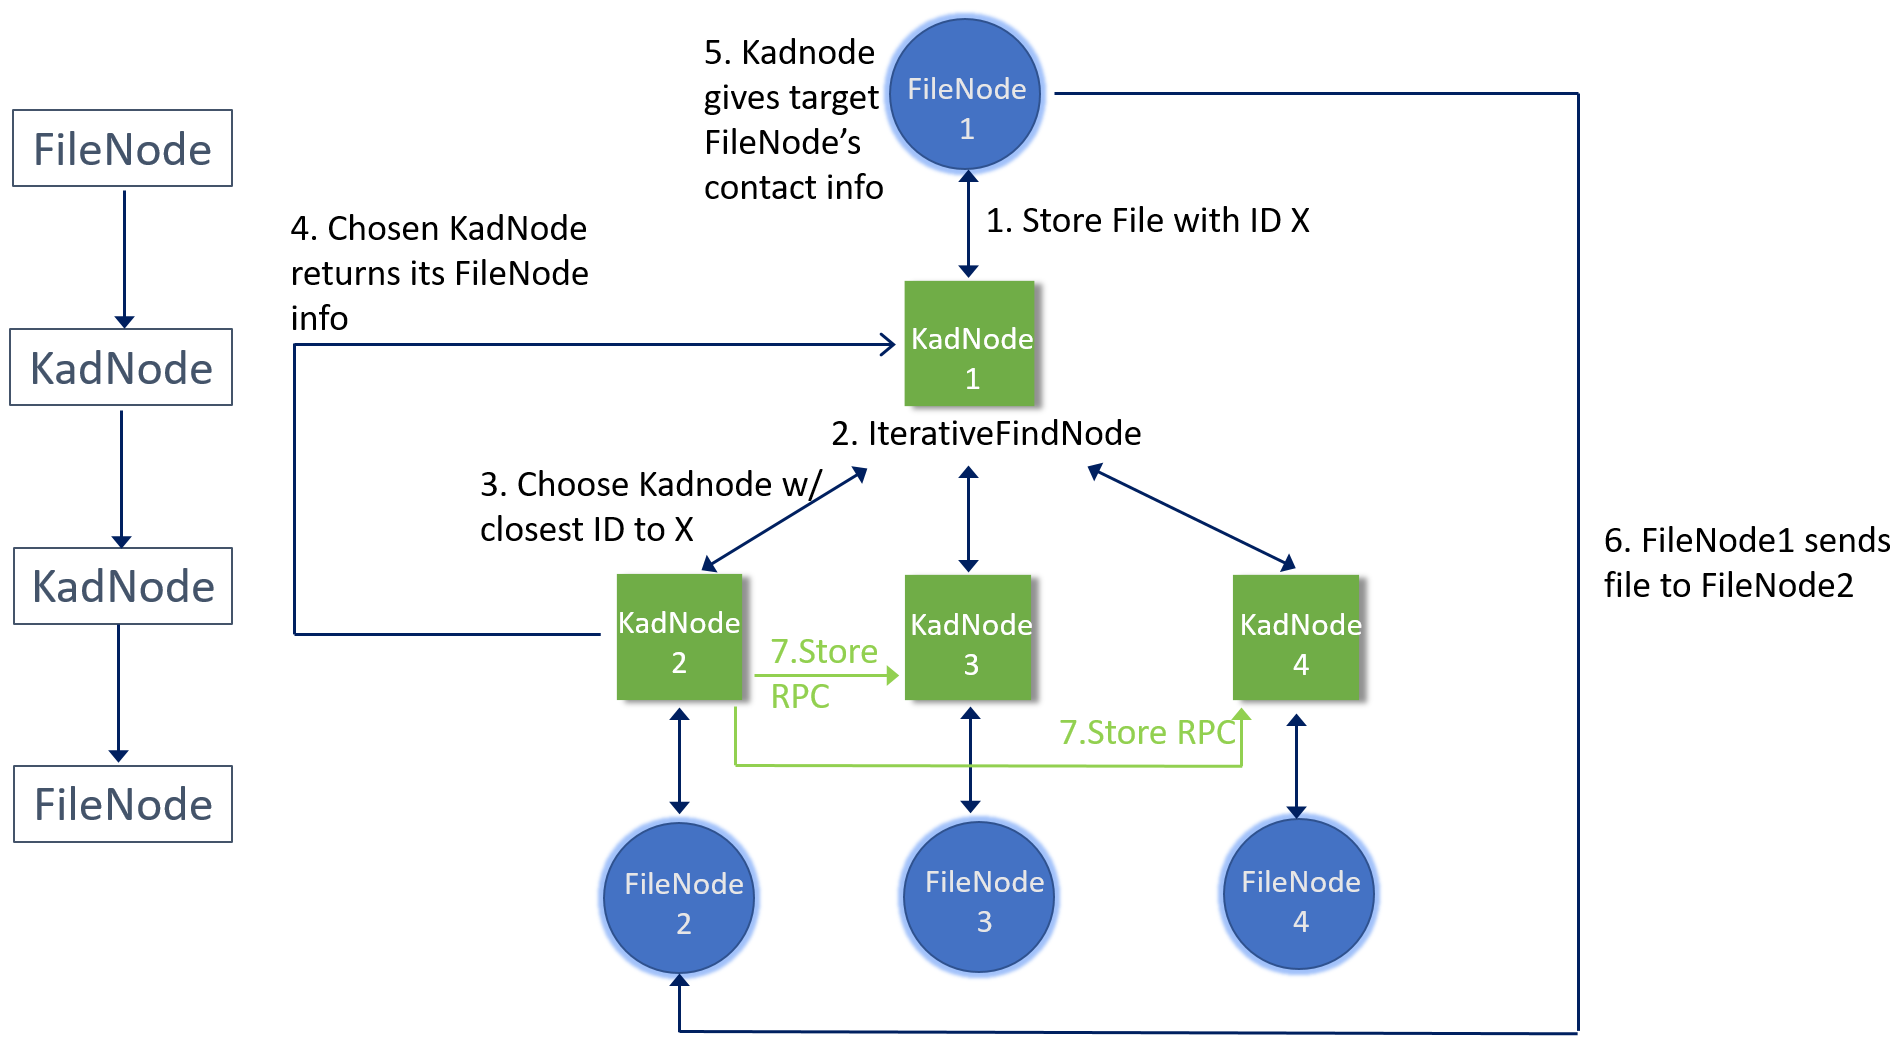 FileNode
KadNode
KadNode
FileNode
5. Kadnode
gives target
FileNode’s
contact info
FileNode
1
1. Store File with ID X
4. Chosen KadNode
returns its FileNode
info
KadNode
1
2. IterativeFindNode
3. Choose Kadnode w/
closest ID to X
6. FileNode1 sends
file to FileNode2
KadNode
2
7.Store
RPC
KadNode
3
KadNode
4
7.Store RPC
FileNode
2
FileNode
3
FileNode
4